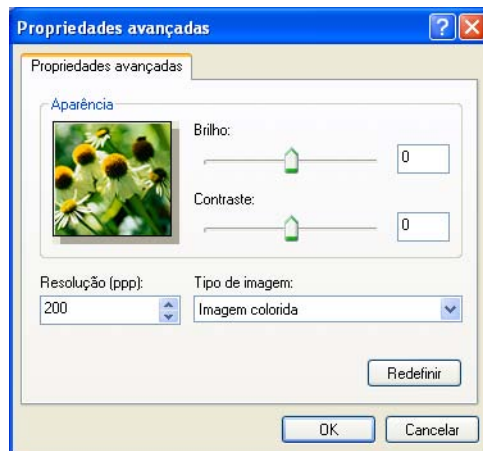 Propriedades avançadas
?
Propriedades avançadas
Aparência
Brilho:
0
Contraste:
0
Resolução (ppp):
200
Tipo de imagem:
Imagem colorida
Redefinir
OK
Cancelar